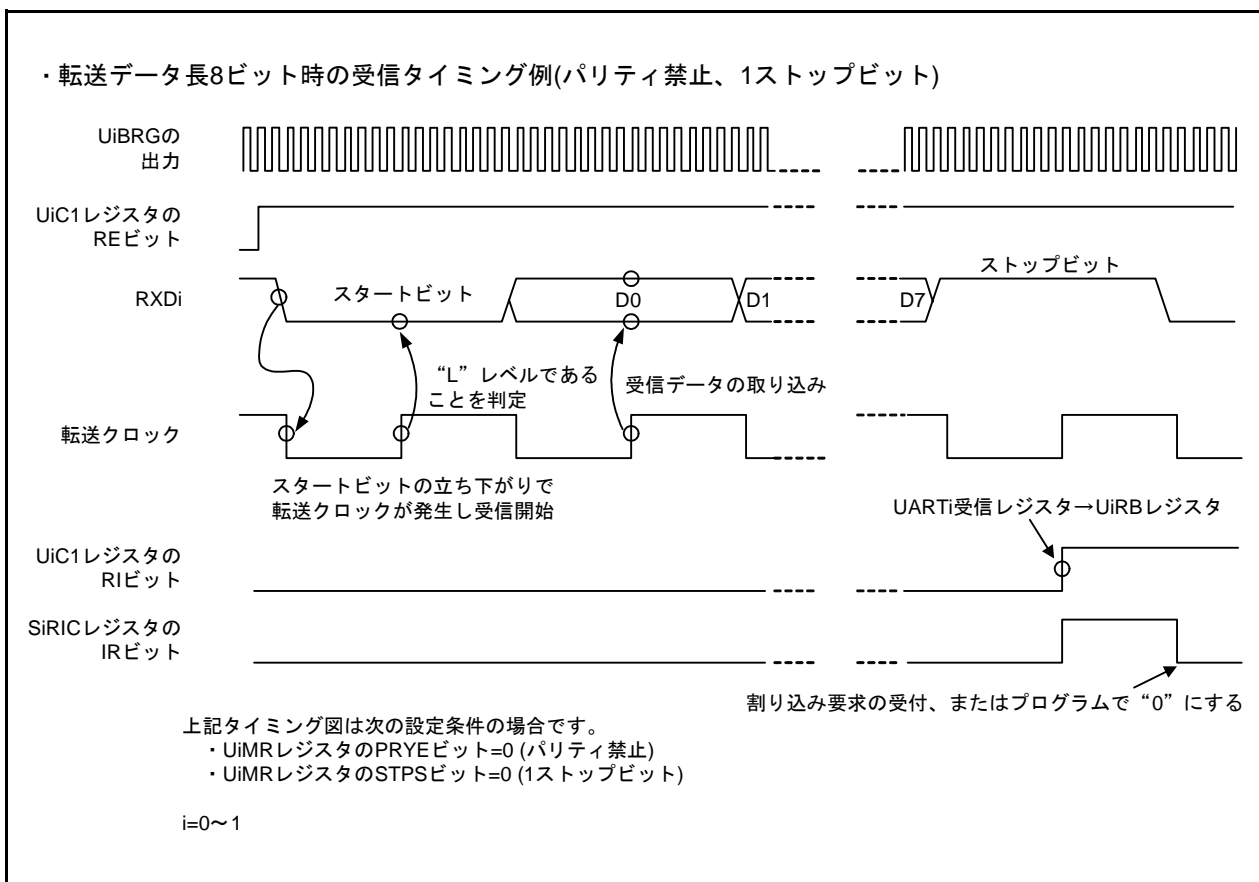 ・転送データ長8ビット時の受信タイミング例(パリティ禁止、1ストップビット)
UiBRGの
出力
UiC1レジスタの
REビット
RXDi
スタートビット
D0
D1
D7
ストップビット
“L”レベルである
ことを判定
受信データの取り込み
転送クロック
スタートビットの立ち下がりで
転送クロックが発生し受信開始
UARTi受信レジスタ→UiRBレジスタ
UiC1レジスタの
RIビット
SiRICレジスタの
IRビット
割り込み要求の受付、またはプログラムで“0”にする
上記タイミング図は次の設定条件の場合です。
・UiMRレジスタのPRYEビット=0 (パリティ禁止)
・UiMRレジスタのSTPSビット=0 (1ストップビット)
i=0〜1